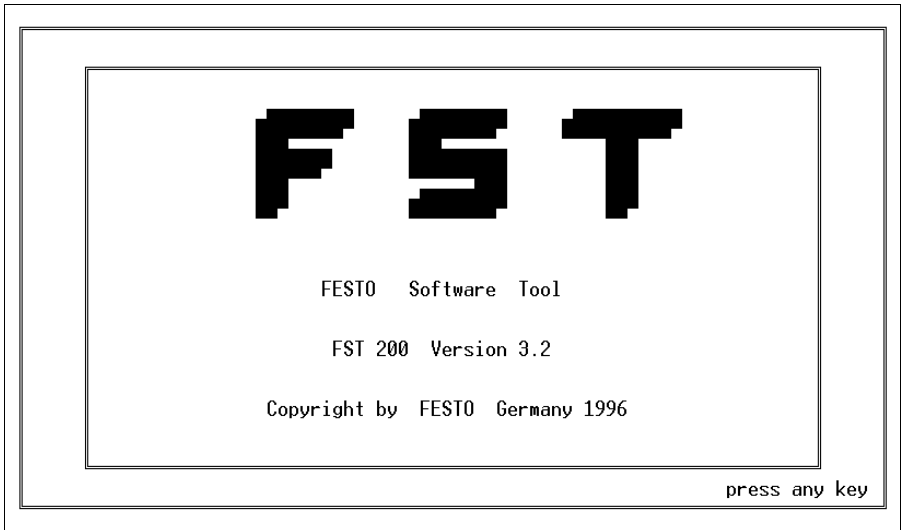 FST
FESTO Software Tool
FST 200 Version 3.2
Copyright by FESTO Germany 1996
press any key